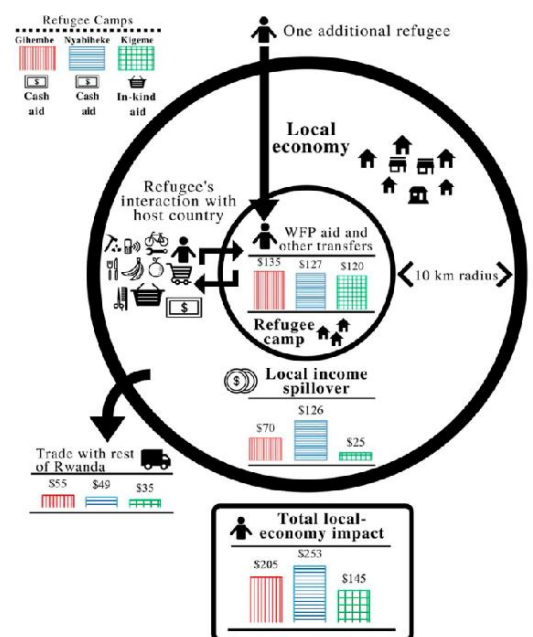 Refugee Camps
Gihembe Nyabiheke Kigeme
$ $
Cash Cash In-kind
aid aid aid
One additional refugee
Local
economy
Refugee's
interaction with
host country
$
WFP aid and
other transfers
$135 $127 $120
Refugee
camp
10 km radius
$ Local income
spillover
$70 $126 $25
Trade with rest
of Rwanda
$55 $49 $35
Total local-
economy impact
$205 $253 $145